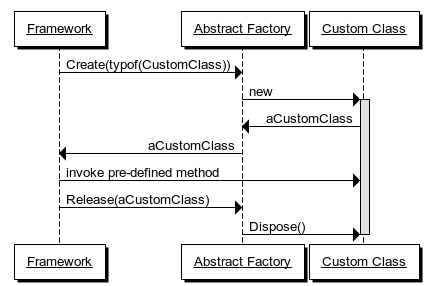 Framework Abstract Factory Custom Class
Create(typof(CustomClass))
new
aCustomClass
aCustomClass
invoke pre-defined method
Release(aCustomClass)
Dispose()
Framework Abstract Factory Custom Class